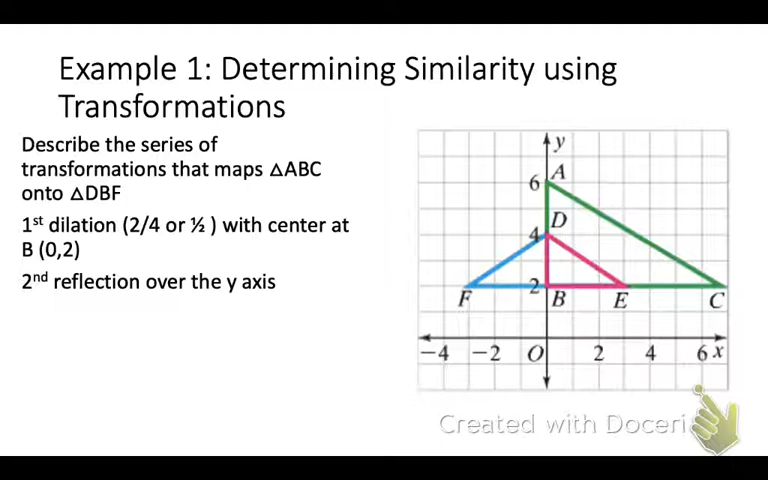 Example 1: Determining Similarity using
Transformations
Describe the series of
transformations that maps △ABC
onto △DBF
1st dilation (2/4 or ½ ) with center at
B (0,2)
2nd reflection over the y axis
y
A
6
D
4
F
2
B
E
C
−4
−2
O
2
4
6
x
Created with Doceri